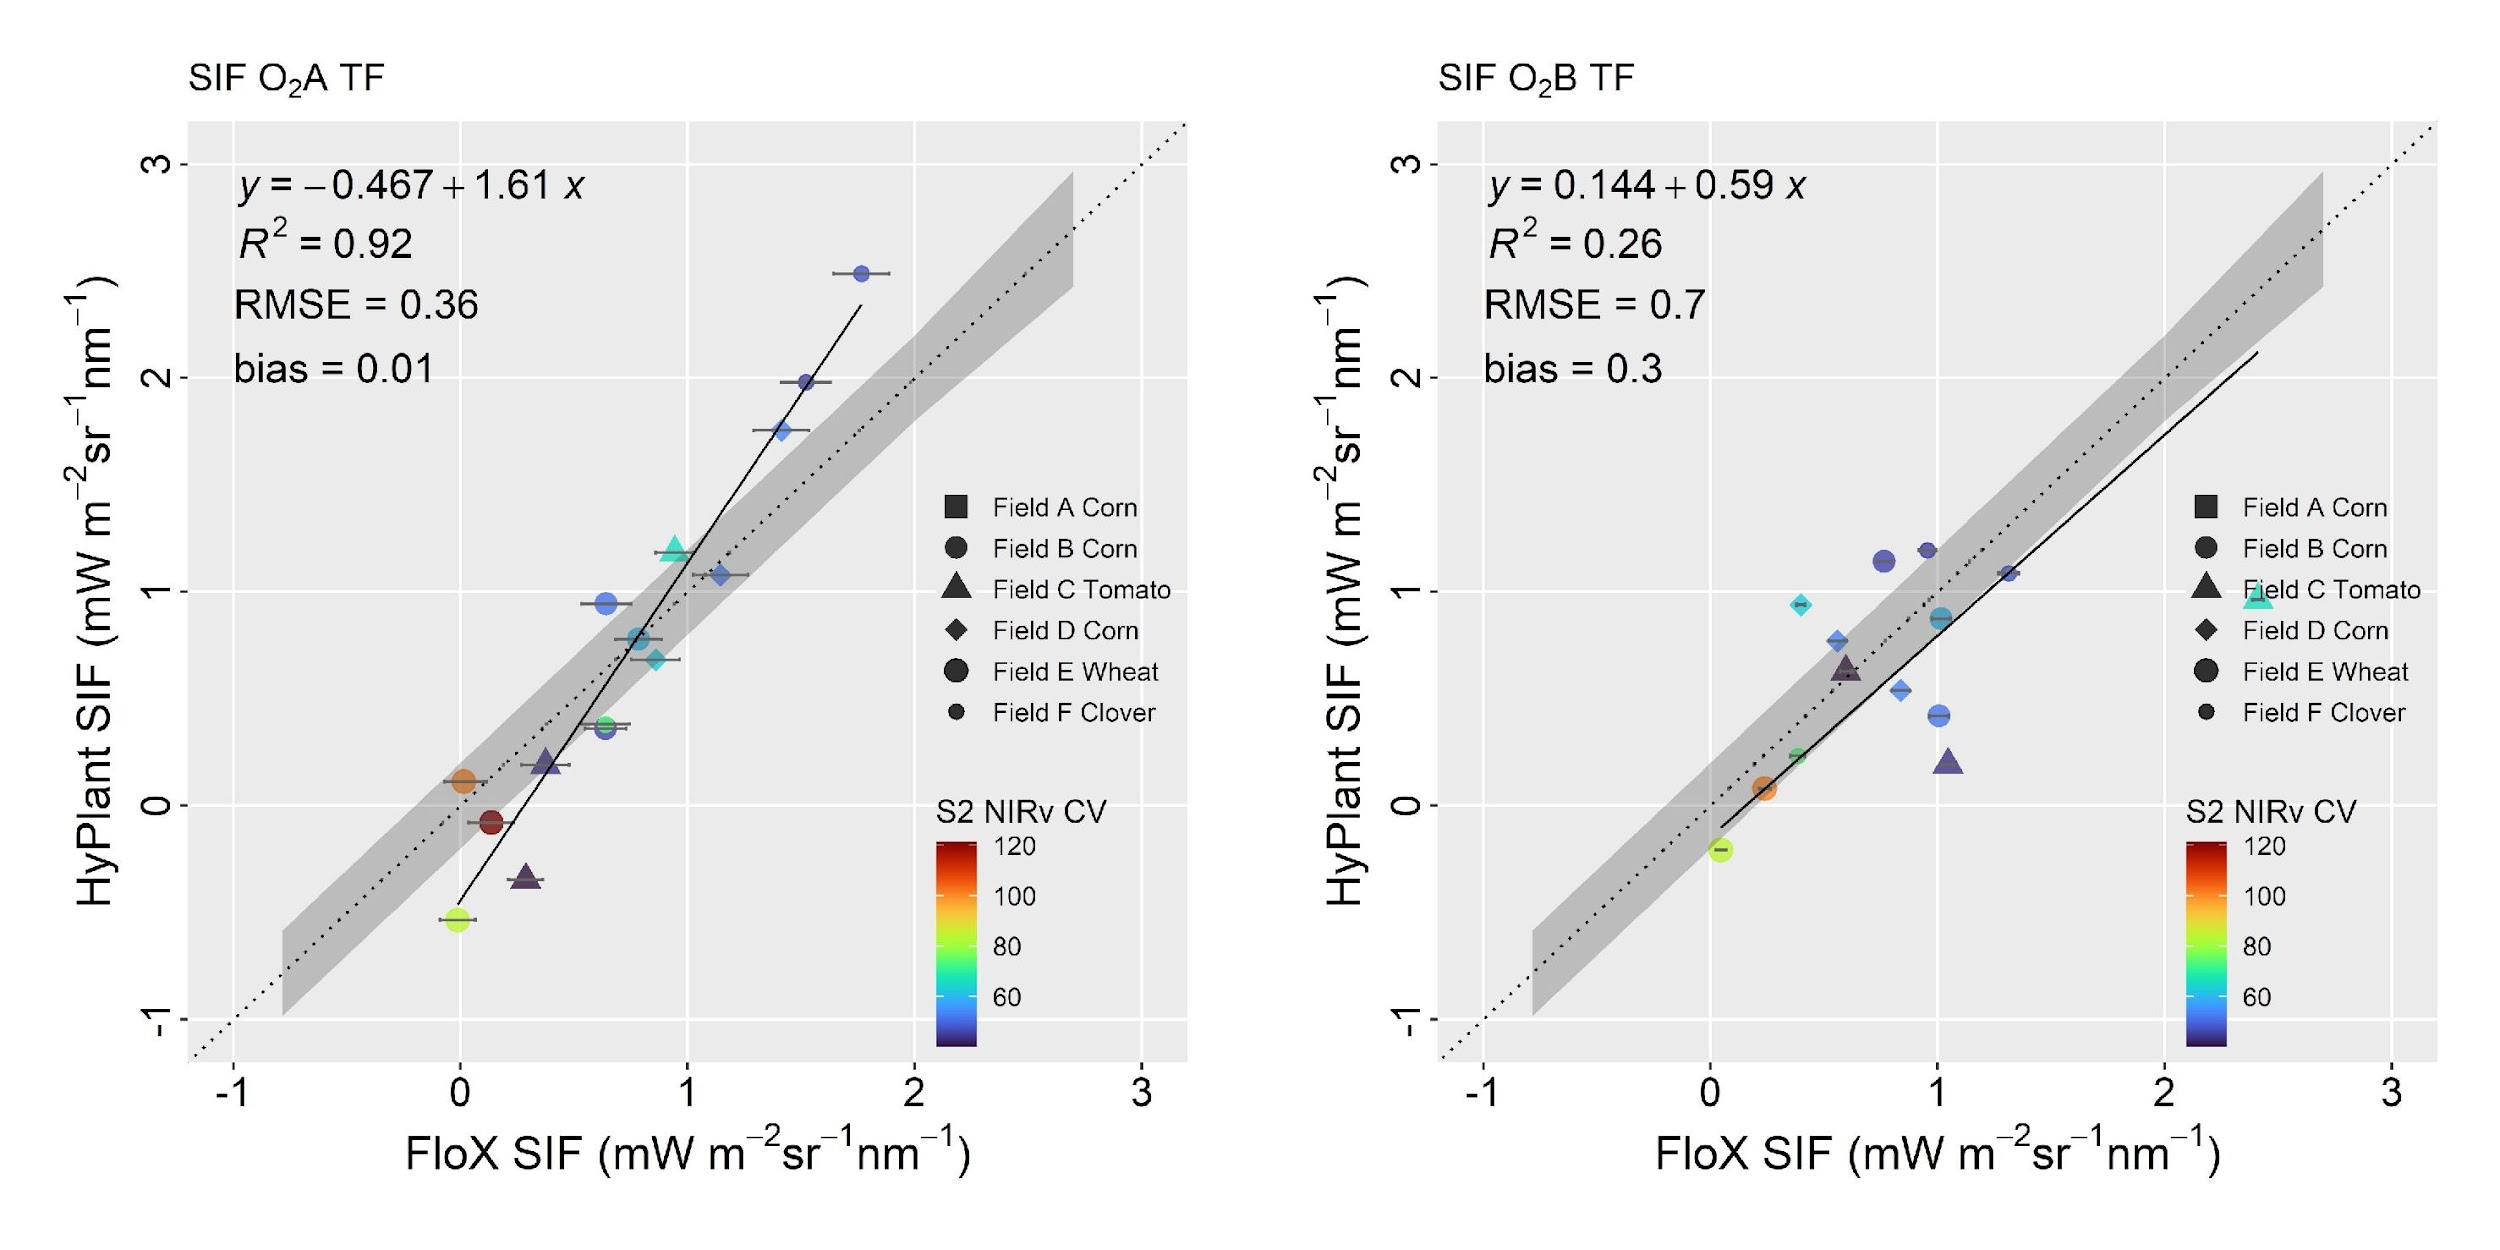 SIF O₂A TF
y = −0.467 + 1.61 x
R² = 0.92
RMSE = 0.36
bias = 0.01
3
2
1
0
-1
HyPlant SIF (mW m⁻²sr⁻¹nm⁻¹)
Field A Corn
Field B Corn
Field C Tomato
Field D Corn
Field E Wheat
Field F Clover
S2 NIRv CV
120
100
80
60
-1 0 1 2 3
FloX SIF (mW m⁻²sr⁻¹nm⁻¹)
SIF O₂B TF
y = 0.144 + 0.59 x
R² = 0.26
RMSE = 0.7
bias = 0.3
3
2
1
0
-1
HyPlant SIF (mW m⁻²sr⁻¹nm⁻¹)
Field A Corn
Field B Corn
Field C Tomato
Field D Corn
Field E Wheat
Field F Clover
S2 NIRv CV
120
100
80
60
-1 0 1 2 3
FloX SIF (mW m⁻²sr⁻¹nm⁻¹)